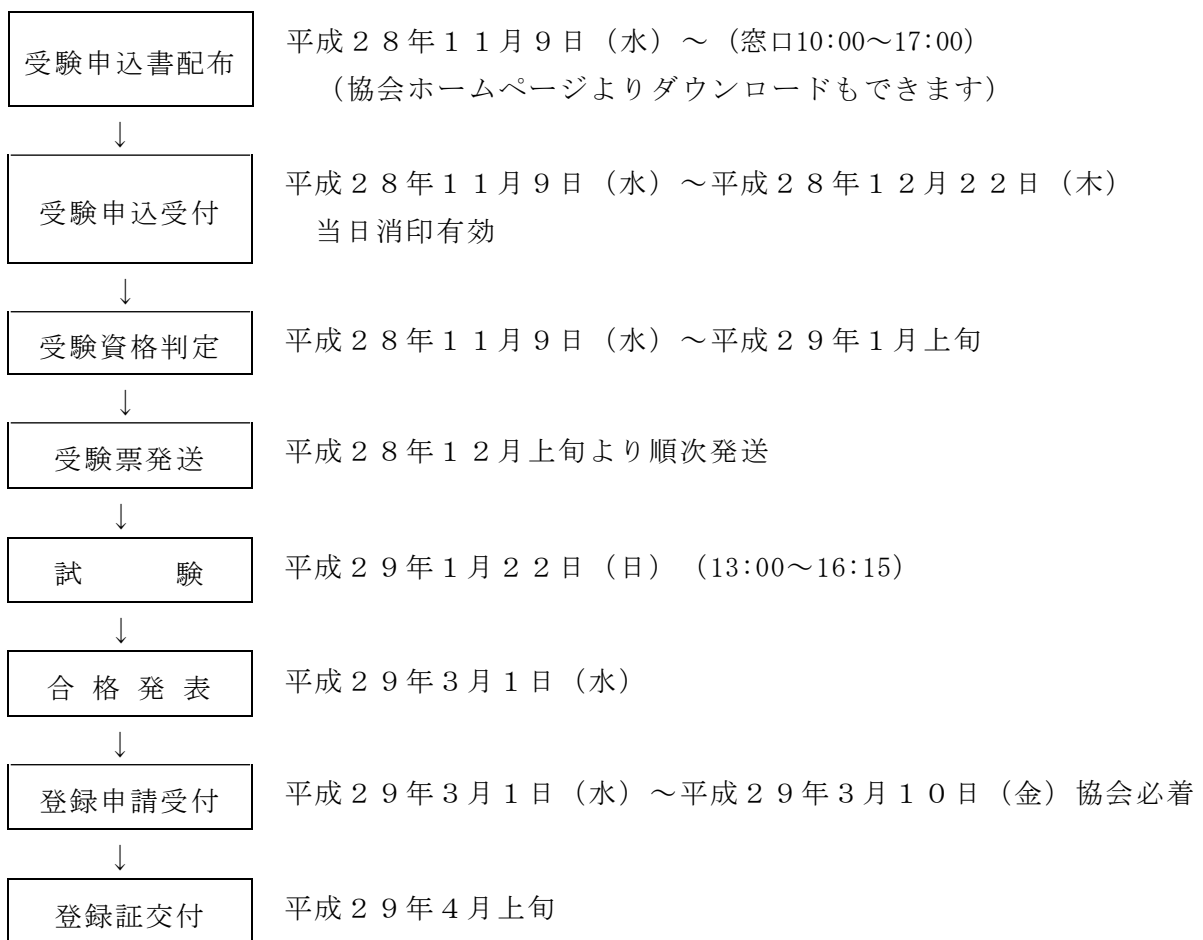 受験申込書配布
平成２８年１１月９日（水）～（窓口10:00～17:00）
（協会ホームページよりダウンロードもできます）
↓
受験申込受付
平成２８年１１月９日（水）～平成２８年１２月２２日（木）
当日消印有効
↓
受験資格判定
平成２８年１１月９日（水）～平成２９年１月上旬
↓
受験票発送
平成２８年１２月上旬より順次発送
↓
試　　験
平成２９年１月２２日（日）（13:00～16:15）
↓
合 格 発 表
平成２９年３月１日（水）
↓
登録申請受付
平成２９年３月１日（水）～平成２９年３月１０日（金）協会必着
↓
登録証交付
平成２９年４月上旬